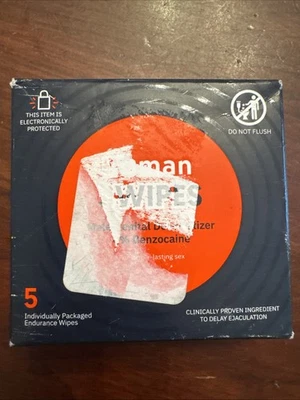 THIS ITEM IS
ELECTRONICALLY
PROTECTED
DO NOT FLUSH
man
WIPES
Benzocaine
-lasting sex
5
Individually Packaged
Endurance Wipes
CLINICALLY PROVEN INGREDIENT
TO DELAY EJACULATION